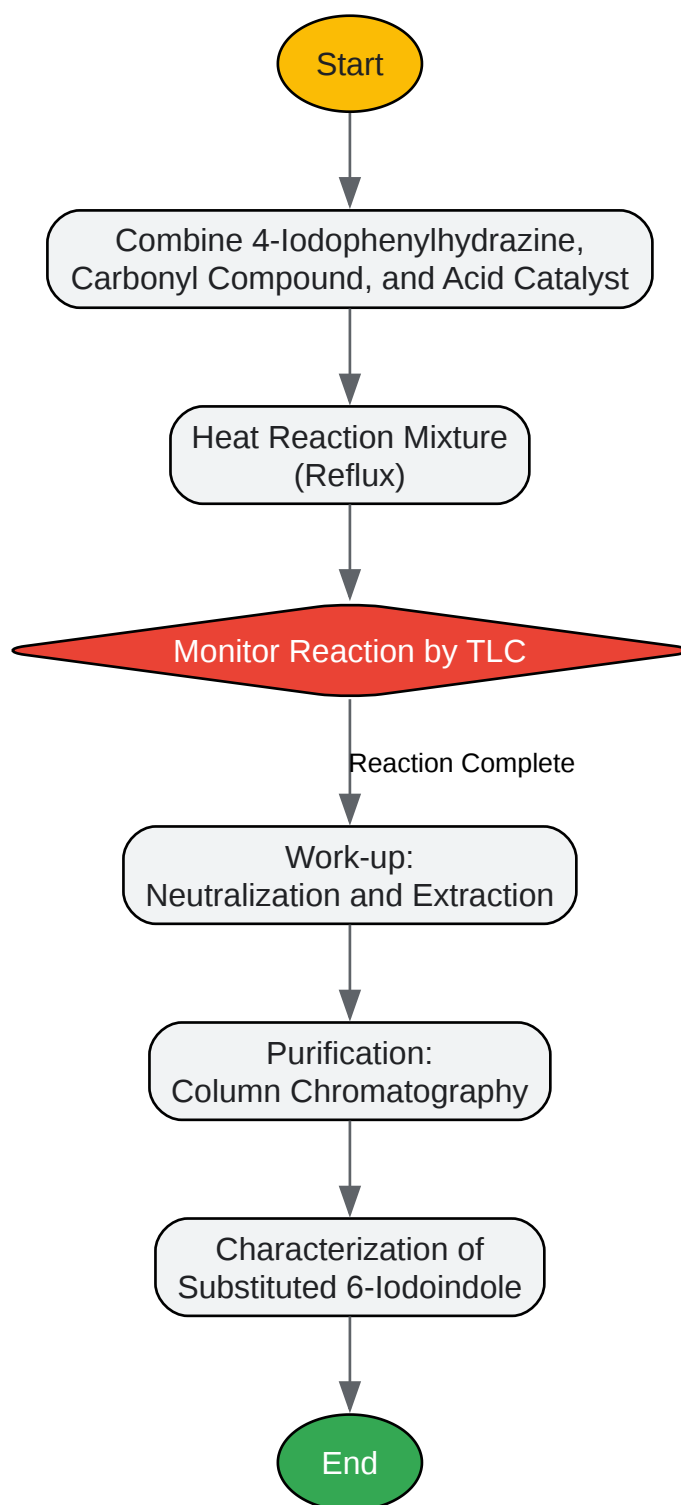 Start
Combine 4-Iodophenylhydrazine,
Carbonyl Compound, and Acid Catalyst
Heat Reaction Mixture
(Reflux)
Monitor Reaction by TLC
Reaction Complete
Work-up:
Neutralization and Extraction
Purification:
Column Chromatography
Characterization of
Substituted 6-Iodoindole
End